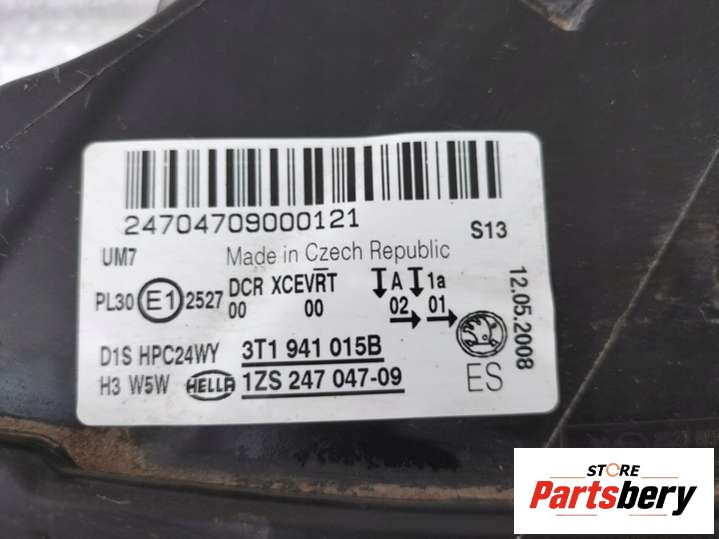 24704709000121
S13
UM7 Made in Czech Republic
PL30 E1 2527 DCR XCEVRT A 1a
00 00 02 01
12.05.2008
D1S HPC24WY 3T1 941 015B
H3 W5W HELLA 1ZS 247 047-09
ES
STORE
Partsbery